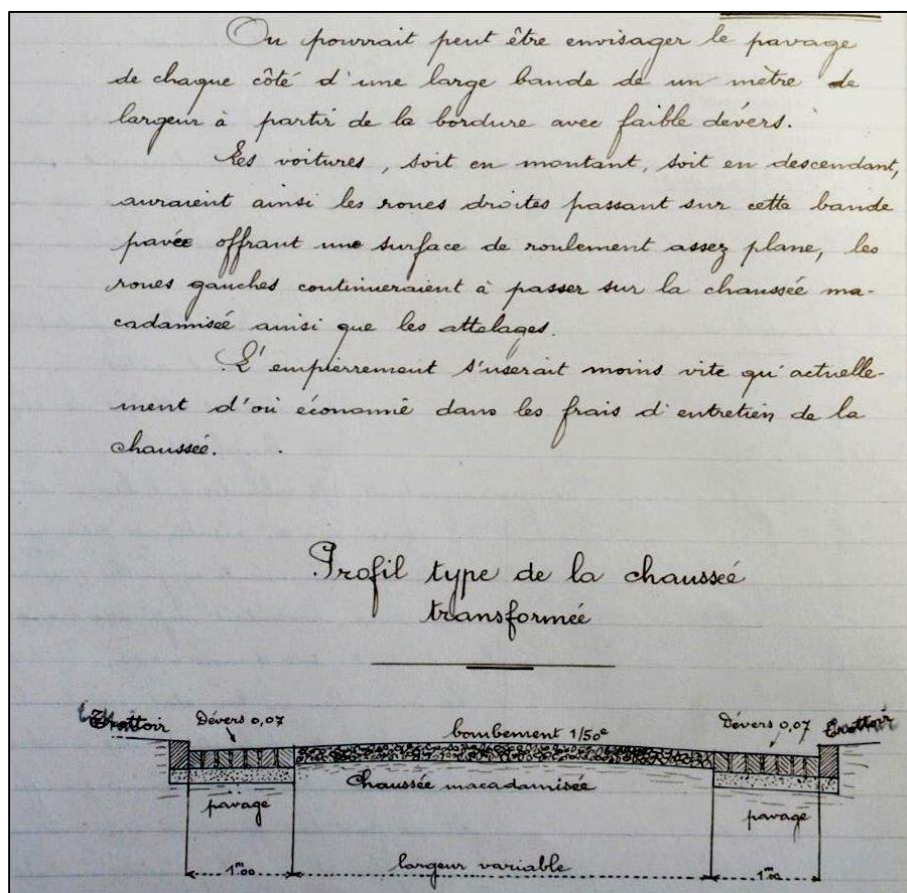 On pourrait peut être envisager le pavage
de chaque côté d'une large bande de un mètre de
largeur à partir de la bordure avec faible dévers.
Les voitures, soit en montant, soit en descendant,
auraient ainsi les roues droites passant sur cette bande
pavée offrant une surface de roulement assez plane, les
roues gauches continueraient à passer sur la chaussée ma-
cadamisée ainsi que les attelages.
L'empierrement s'userait moins vite qu'actuelle-
ment d'où économie dans les frais d'entretien de la
chaussée.
Profil type de la chaussée
transformée
Trottoir Dévers 0,07 bombement 1/50e Dévers 0,07 Trottoir
Chaussée macadamisée
pavage pavage
1m00 largeur variable 1m00